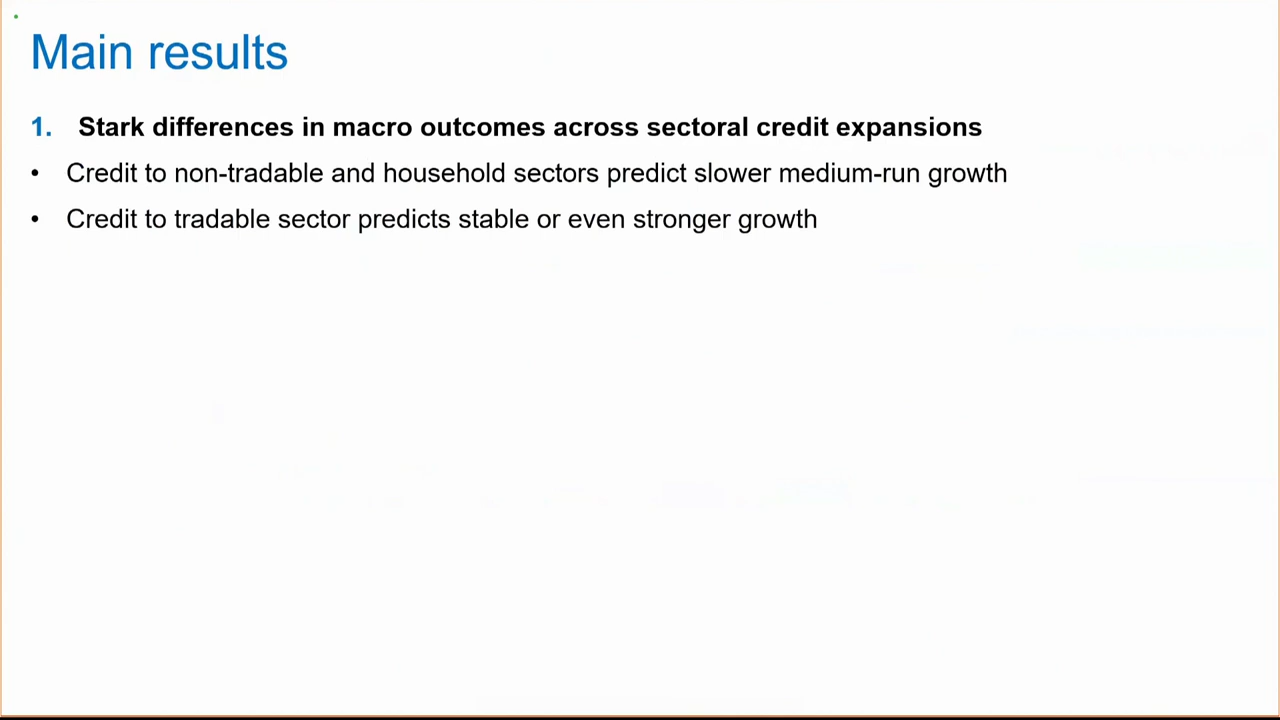 Main results
1. Stark differences in macro outcomes across sectoral credit expansions
• Credit to non-tradable and household sectors predict slower medium-run growth
• Credit to tradable sector predicts stable or even stronger growth